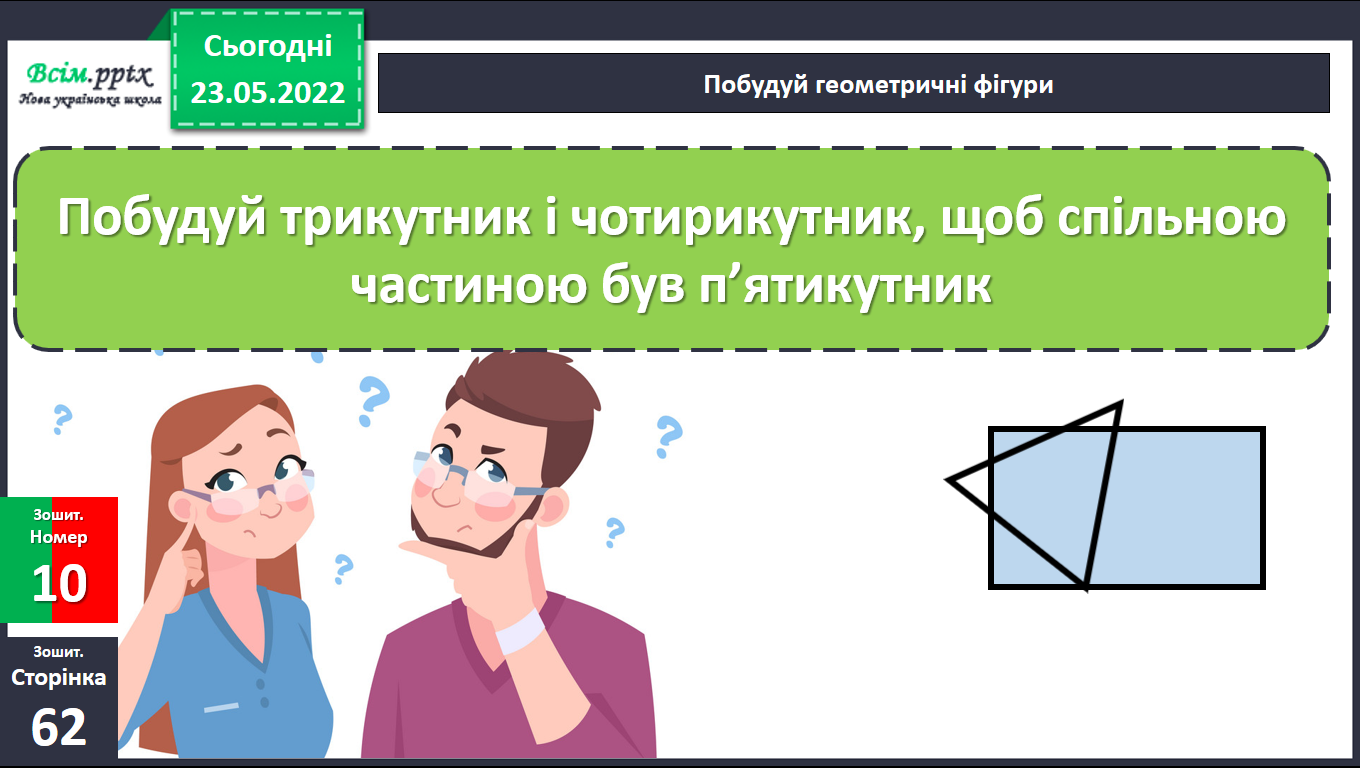 Всім.pptx
Нова українська школа
Сьогодні
23.05.2022
Побудуй геометричні фігури
Побудуй трикутник і чотирикутник, щоб спільною
частиною був п’ятикутник
? ? ? ? ?
Зошит.
Номер
10
Зошит.
Сторінка
62